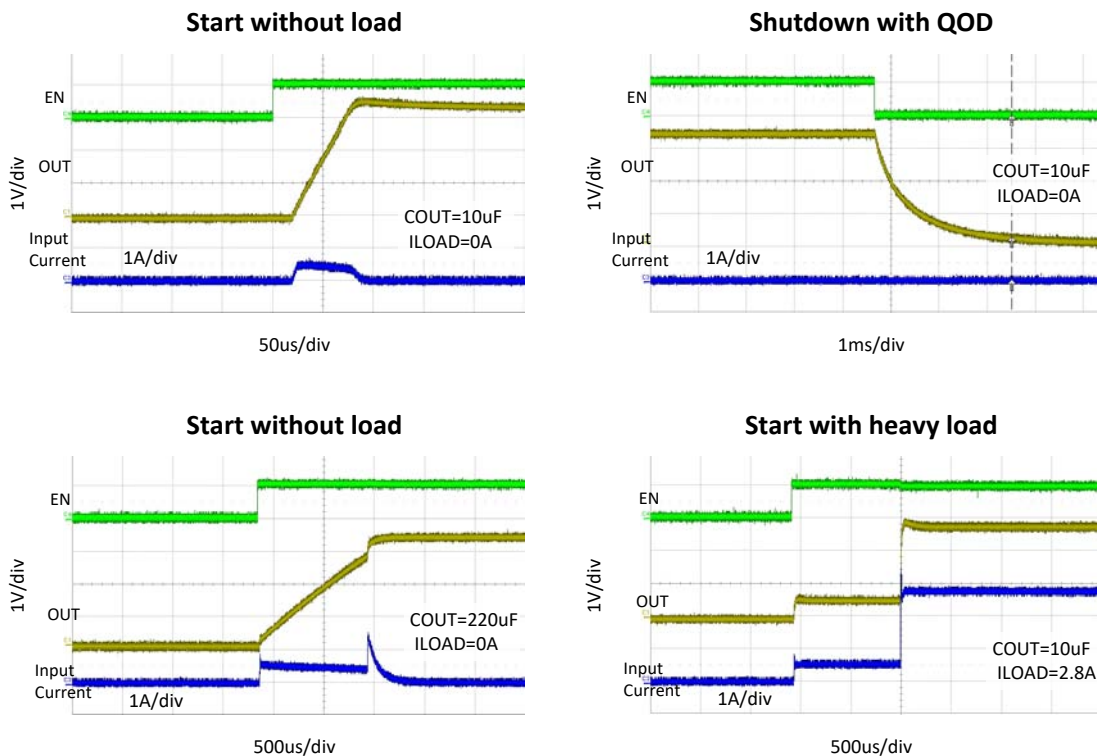 Start without load
EN
OUT
1V/div
COUT=10uF
ILOAD=0A
Input
Current
1A/div
50us/div
Shutdown with QOD
EN
OUT
1V/div
COUT=10uF
ILOAD=0A
Input
Current
1A/div
1ms/div
Start without load
EN
1V/div
OUT
COUT=220uF
ILOAD=0A
Input
Current
1A/div
500us/div
Start with heavy load
EN
1V/div
OUT
COUT=10uF
ILOAD=2.8A
Input
Current
1A/div
500us/div